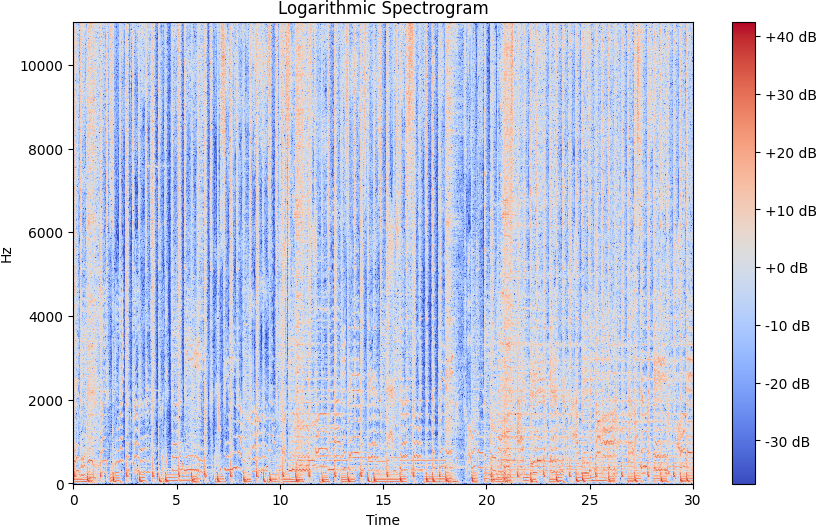 Logarithmic Spectrogram
Hz
10000
8000
6000
4000
2000
0
0 5 10 15 20 25 30
Time
+40 dB
+30 dB
+20 dB
+10 dB
+0 dB
-10 dB
-20 dB
-30 dB